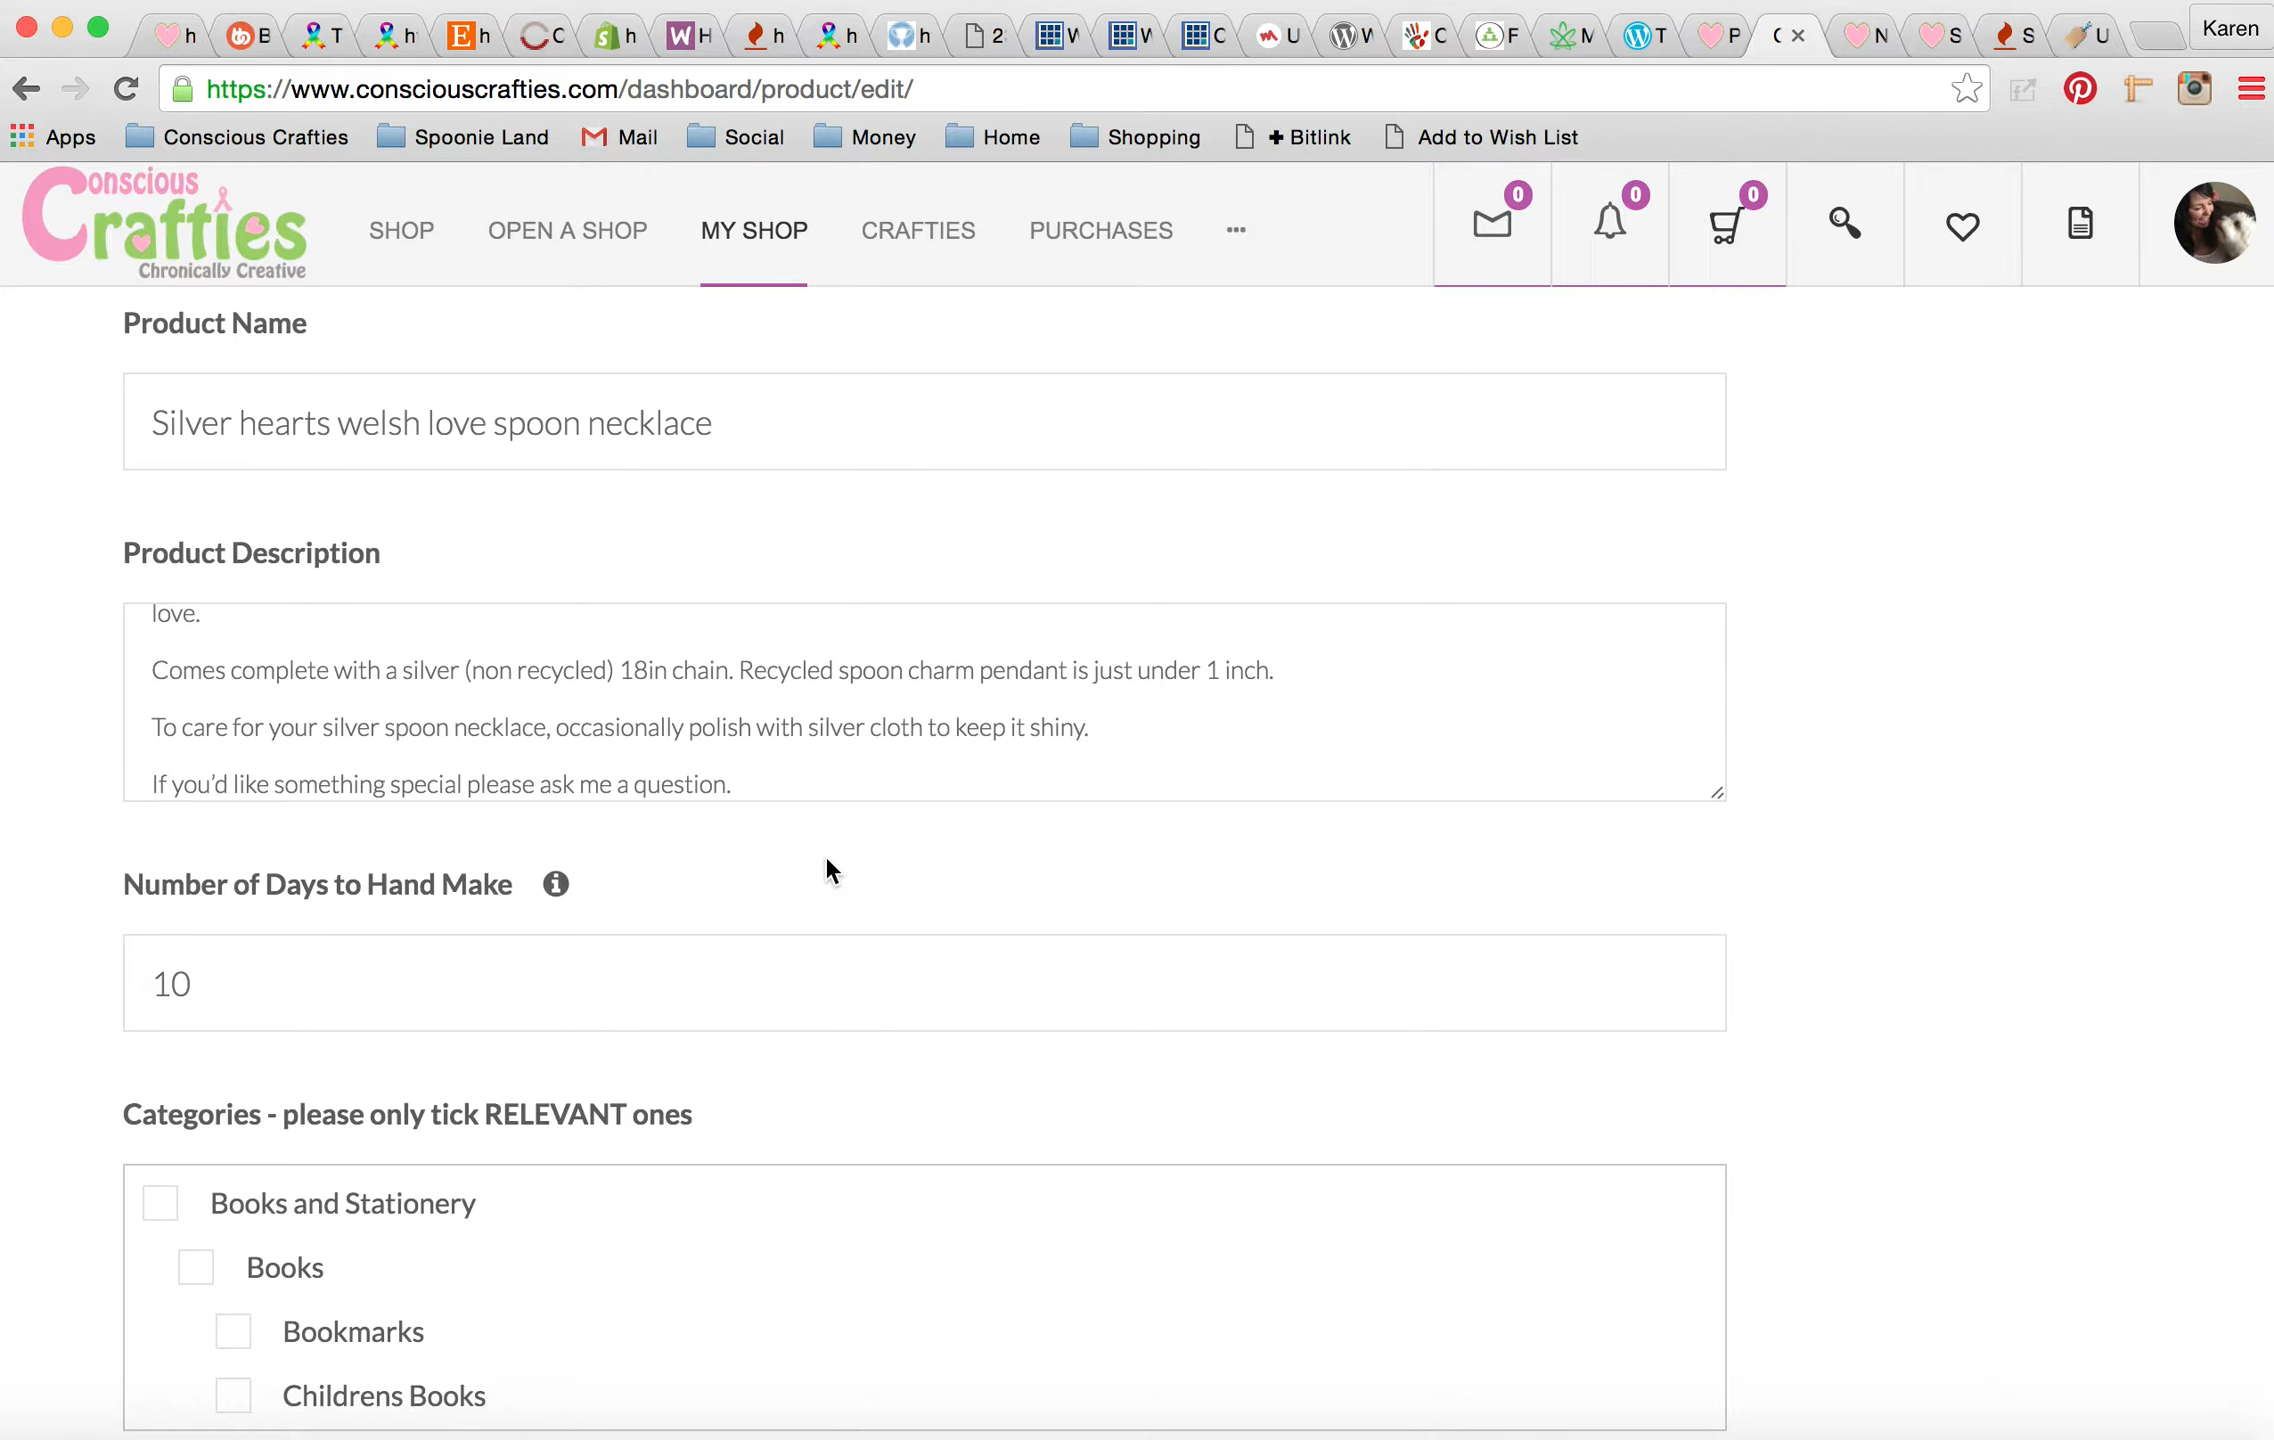 h B T h h C h W H h h h 2 W W C U W C F M T P C N S S U Karen
https://www.consciouscrafties.com/dashboard/product/edit/
Apps Conscious Crafties Spoonie Land Mail Social Money Home Shopping + Bitlink Add to Wish List
Conscious
Crafties
Chronically Creative
SHOP OPEN A SHOP MY SHOP CRAFTIES PURCHASES ••• 0 0 0
Product Name
Silver hearts welsh love spoon necklace
Product Description
love.
Comes complete with a silver (non recycled) 18in chain. Recycled spoon charm pendant is just under 1 inch.
To care for your silver spoon necklace, occasionally polish with silver cloth to keep it shiny.
If you’d like something special please ask me a question.
Number of Days to Hand Make
10
Categories - please only tick RELEVANT ones
Books and Stationery
Books
Bookmarks
Childrens Books